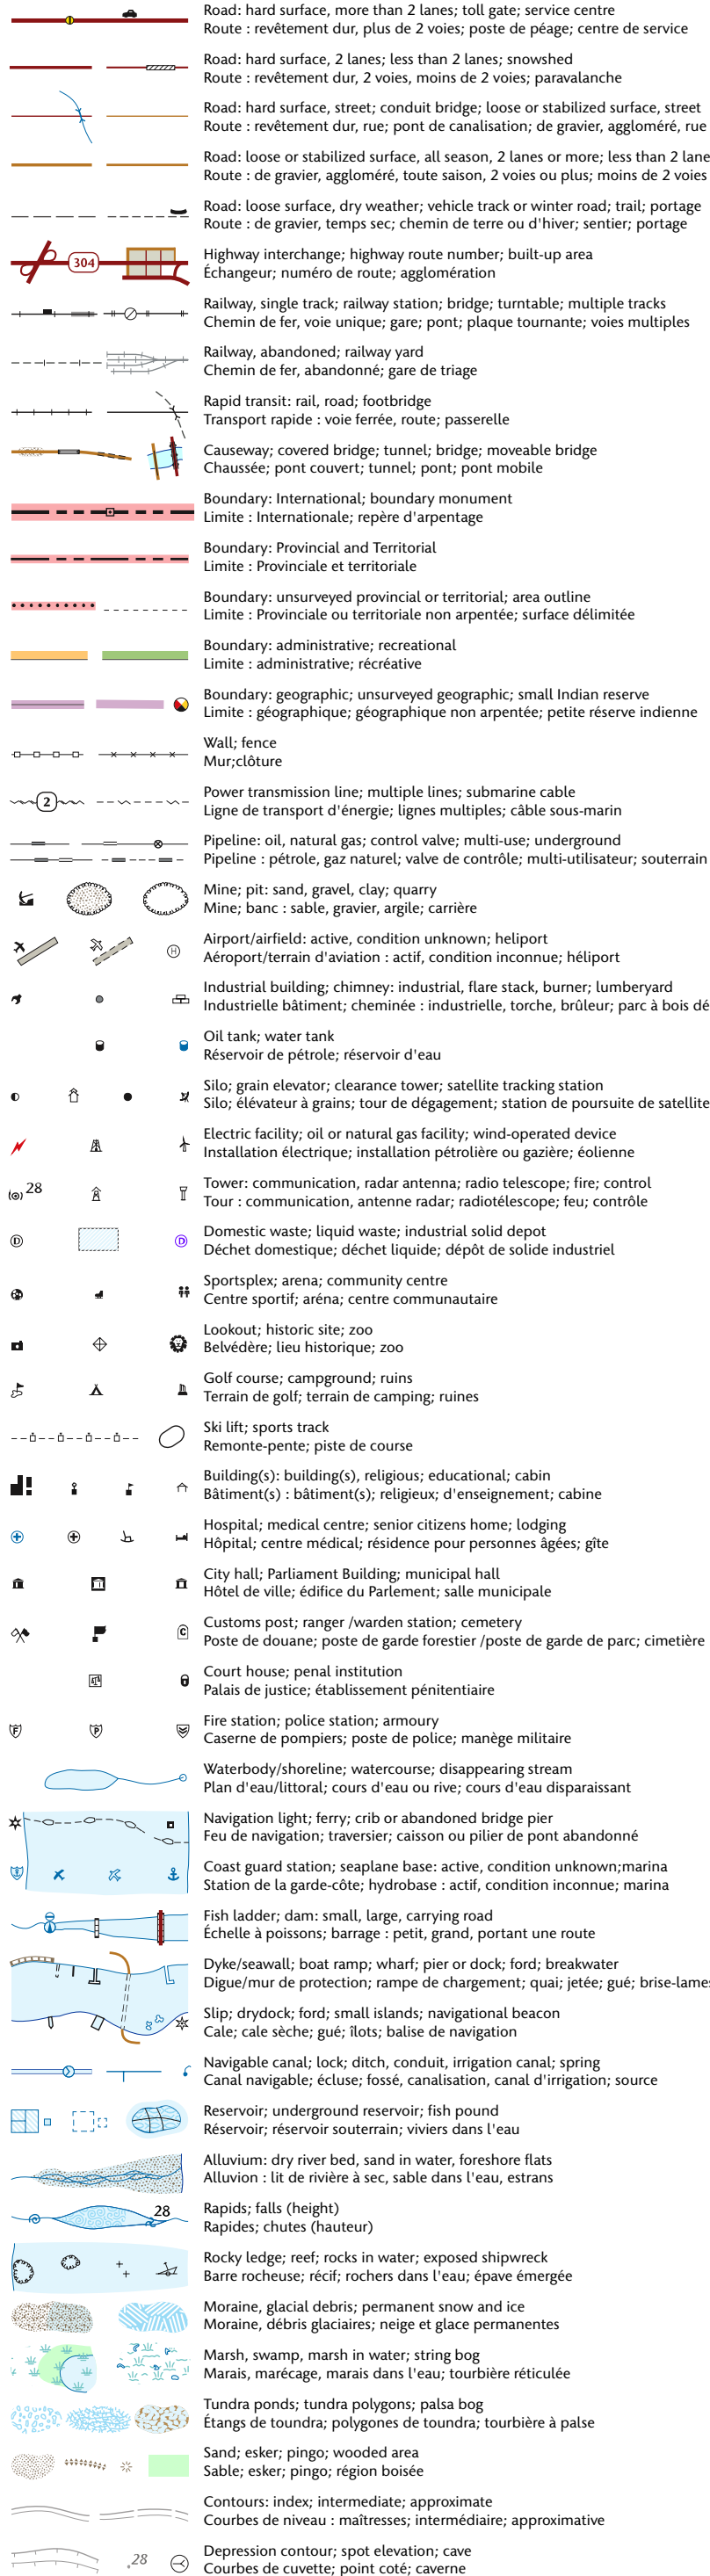 Road: hard surface, more than 2 lanes; toll gate; service centre
Route : revêtement dur, plus de 2 voies; poste de péage; centre de service
Road: hard surface, 2 lanes; less than 2 lanes; snowshed
Route : revêtement dur, 2 voies, moins de 2 voies; paravalanche
Road: hard surface, street; conduit bridge; loose or stabilized surface, street
Route : revêtement dur, rue; pont de canalisation; de gravier, aggloméré, rue
Road: loose or stabilized surface, all season, 2 lanes or more; less than 2 lane
Route : de gravier, aggloméré, toute saison, 2 voies ou plus; moins de 2 voies
Road: loose surface, dry weather; vehicle track or winter road; trail; portage
Route : de gravier, temps sec; chemin de terre ou d'hiver; sentier; portage
304
Highway interchange; highway route number; built-up area
Échangeur; numéro de route; agglomération
Railway, single track; railway station; bridge; turntable; multiple tracks
Chemin de fer, voie unique; gare; pont; plaque tournante; voies multiples
Railway, abandoned; railway yard
Chemin de fer, abandonné; gare de triage
Rapid transit: rail, road; footbridge
Transport rapide : voie ferrée, route; passerelle
Causeway; covered bridge; tunnel; bridge; moveable bridge
Chaussée; pont couvert; tunnel; pont; pont mobile
Boundary: International; boundary monument
Limite : Internationale; repère d'arpentage
Boundary: Provincial and Territorial
Limite : Provinciale et territoriale
Boundary: unsurveyed provincial or territorial; area outline
Limite : Provinciale ou territoriale non arpentée; surface délimitée
Boundary: administrative; recreational
Limite : administrative; récréative
Boundary: geographic; unsurveyed geographic; small Indian reserve
Limite : géographique; géographique non arpentée; petite réserve indienne
Wall; fence
Mur;clôture
2
Power transmission line; multiple lines; submarine cable
Ligne de transport d'énergie; lignes multiples; câble sous-marin
Pipeline: oil, natural gas; control valve; multi-use; underground
Pipeline : pétrole, gaz naturel; valve de contrôle; multi-utilisateur; souterrain
Mine; pit: sand, gravel, clay; quarry
Mine; banc : sable, gravier, argile; carrière
H
Airport/airfield: active, condition unknown; heliport
Aéroport/terrain d'aviation : actif, condition inconnue; héliport
Industrial building; chimney: industrial, flare stack, burner; lumberyard
Industrielle bâtiment; cheminée : industrielle, torche, brûleur; parc à bois dé
Oil tank; water tank
Réservoir de pétrole; réservoir d'eau
Silo; grain elevator; clearance tower; satellite tracking station
Silo; élévateur à grains; tour de dégagement; station de poursuite de satellite
Electric facility; oil or natural gas facility; wind-operated device
Installation électrique; installation pétrolière ou gazière; éolienne
28
Tower: communication, radar antenna; radio telescope; fire; control
Tour : communication, antenne radar; radiotélescope; feu; contrôle
D D
Domestic waste; liquid waste; industrial solid depot
Déchet domestique; déchet liquide; dépôt de solide industriel
Sportsplex; arena; community centre
Centre sportif; aréna; centre communautaire
Lookout; historic site; zoo
Belvédère; lieu historique; zoo
Golf course; campground; ruins
Terrain de golf; terrain de camping; ruines
Ski lift; sports track
Remonte-pente; piste de course
Building(s): building(s), religious; educational; cabin
Bâtiment(s) : bâtiment(s); religieux; d'enseignement; cabine
Hospital; medical centre; senior citizens home; lodging
Hôpital; centre médical; résidence pour personnes âgées; gîte
City hall; Parliament Building; municipal hall
Hôtel de ville; édifice du Parlement; salle municipale
C
Customs post; ranger /warden station; cemetery
Poste de douane; poste de garde forestier /poste de garde de parc; cimetière
Court house; penal institution
Palais de justice; établissement pénitentiaire
F P
Fire station; police station; armoury
Caserne de pompiers; poste de police; manège militaire
Waterbody/shoreline; watercourse; disappearing stream
Plan d'eau/littoral; cours d'eau ou rive; cours d'eau disparaissant
Navigation light; ferry; crib or abandoned bridge pier
Feu de navigation; traversier; caisson ou pilier de pont abandonné
Coast guard station; seaplane base: active, condition unknown;marina
Station de la garde-côte; hydrobase : actif, condition inconnue; marina
Fish ladder; dam: small, large, carrying road
Échelle à poissons; barrage : petit, grand, portant une route
Dyke/seawall; boat ramp; wharf; pier or dock; ford; breakwater
Digue/mur de protection; rampe de chargement; quai; jetée; gué; brise-lames
Slip; drydock; ford; small islands; navigational beacon
Cale; cale sèche; gué; îlots; balise de navigation
Navigable canal; lock; ditch, conduit, irrigation canal; spring
Canal navigable; écluse; fossé, canalisation, canal d'irrigation; source
Reservoir; underground reservoir; fish pound
Réservoir; réservoir souterrain; viviers dans l'eau
Alluvium: dry river bed, sand in water, foreshore flats
Alluvion : lit de rivière à sec, sable dans l'eau, estrans
28
Rapids; falls (height)
Rapides; chutes (hauteur)
Rocky ledge; reef; rocks in water; exposed shipwreck
Barre rocheuse; récif; rochers dans l'eau; épave émergée
Moraine, glacial debris; permanent snow and ice
Moraine, débris glaciaires; neige et glace permanentes
Marsh, swamp, marsh in water; string bog
Marais, marécage, marais dans l'eau; tourbière réticulée
Tundra ponds; tundra polygons; palsa bog
Étangs de toundra; polygones de toundra; tourbière à palse
Sand; esker; pingo; wooded area
Sable; esker; pingo; région boisée
Contours: index; intermediate; approximate
Courbes de niveau : maîtresses; intermédiaire; approximative
28
Depression contour; spot elevation; cave
Courbes de cuvette; point coté; caverne